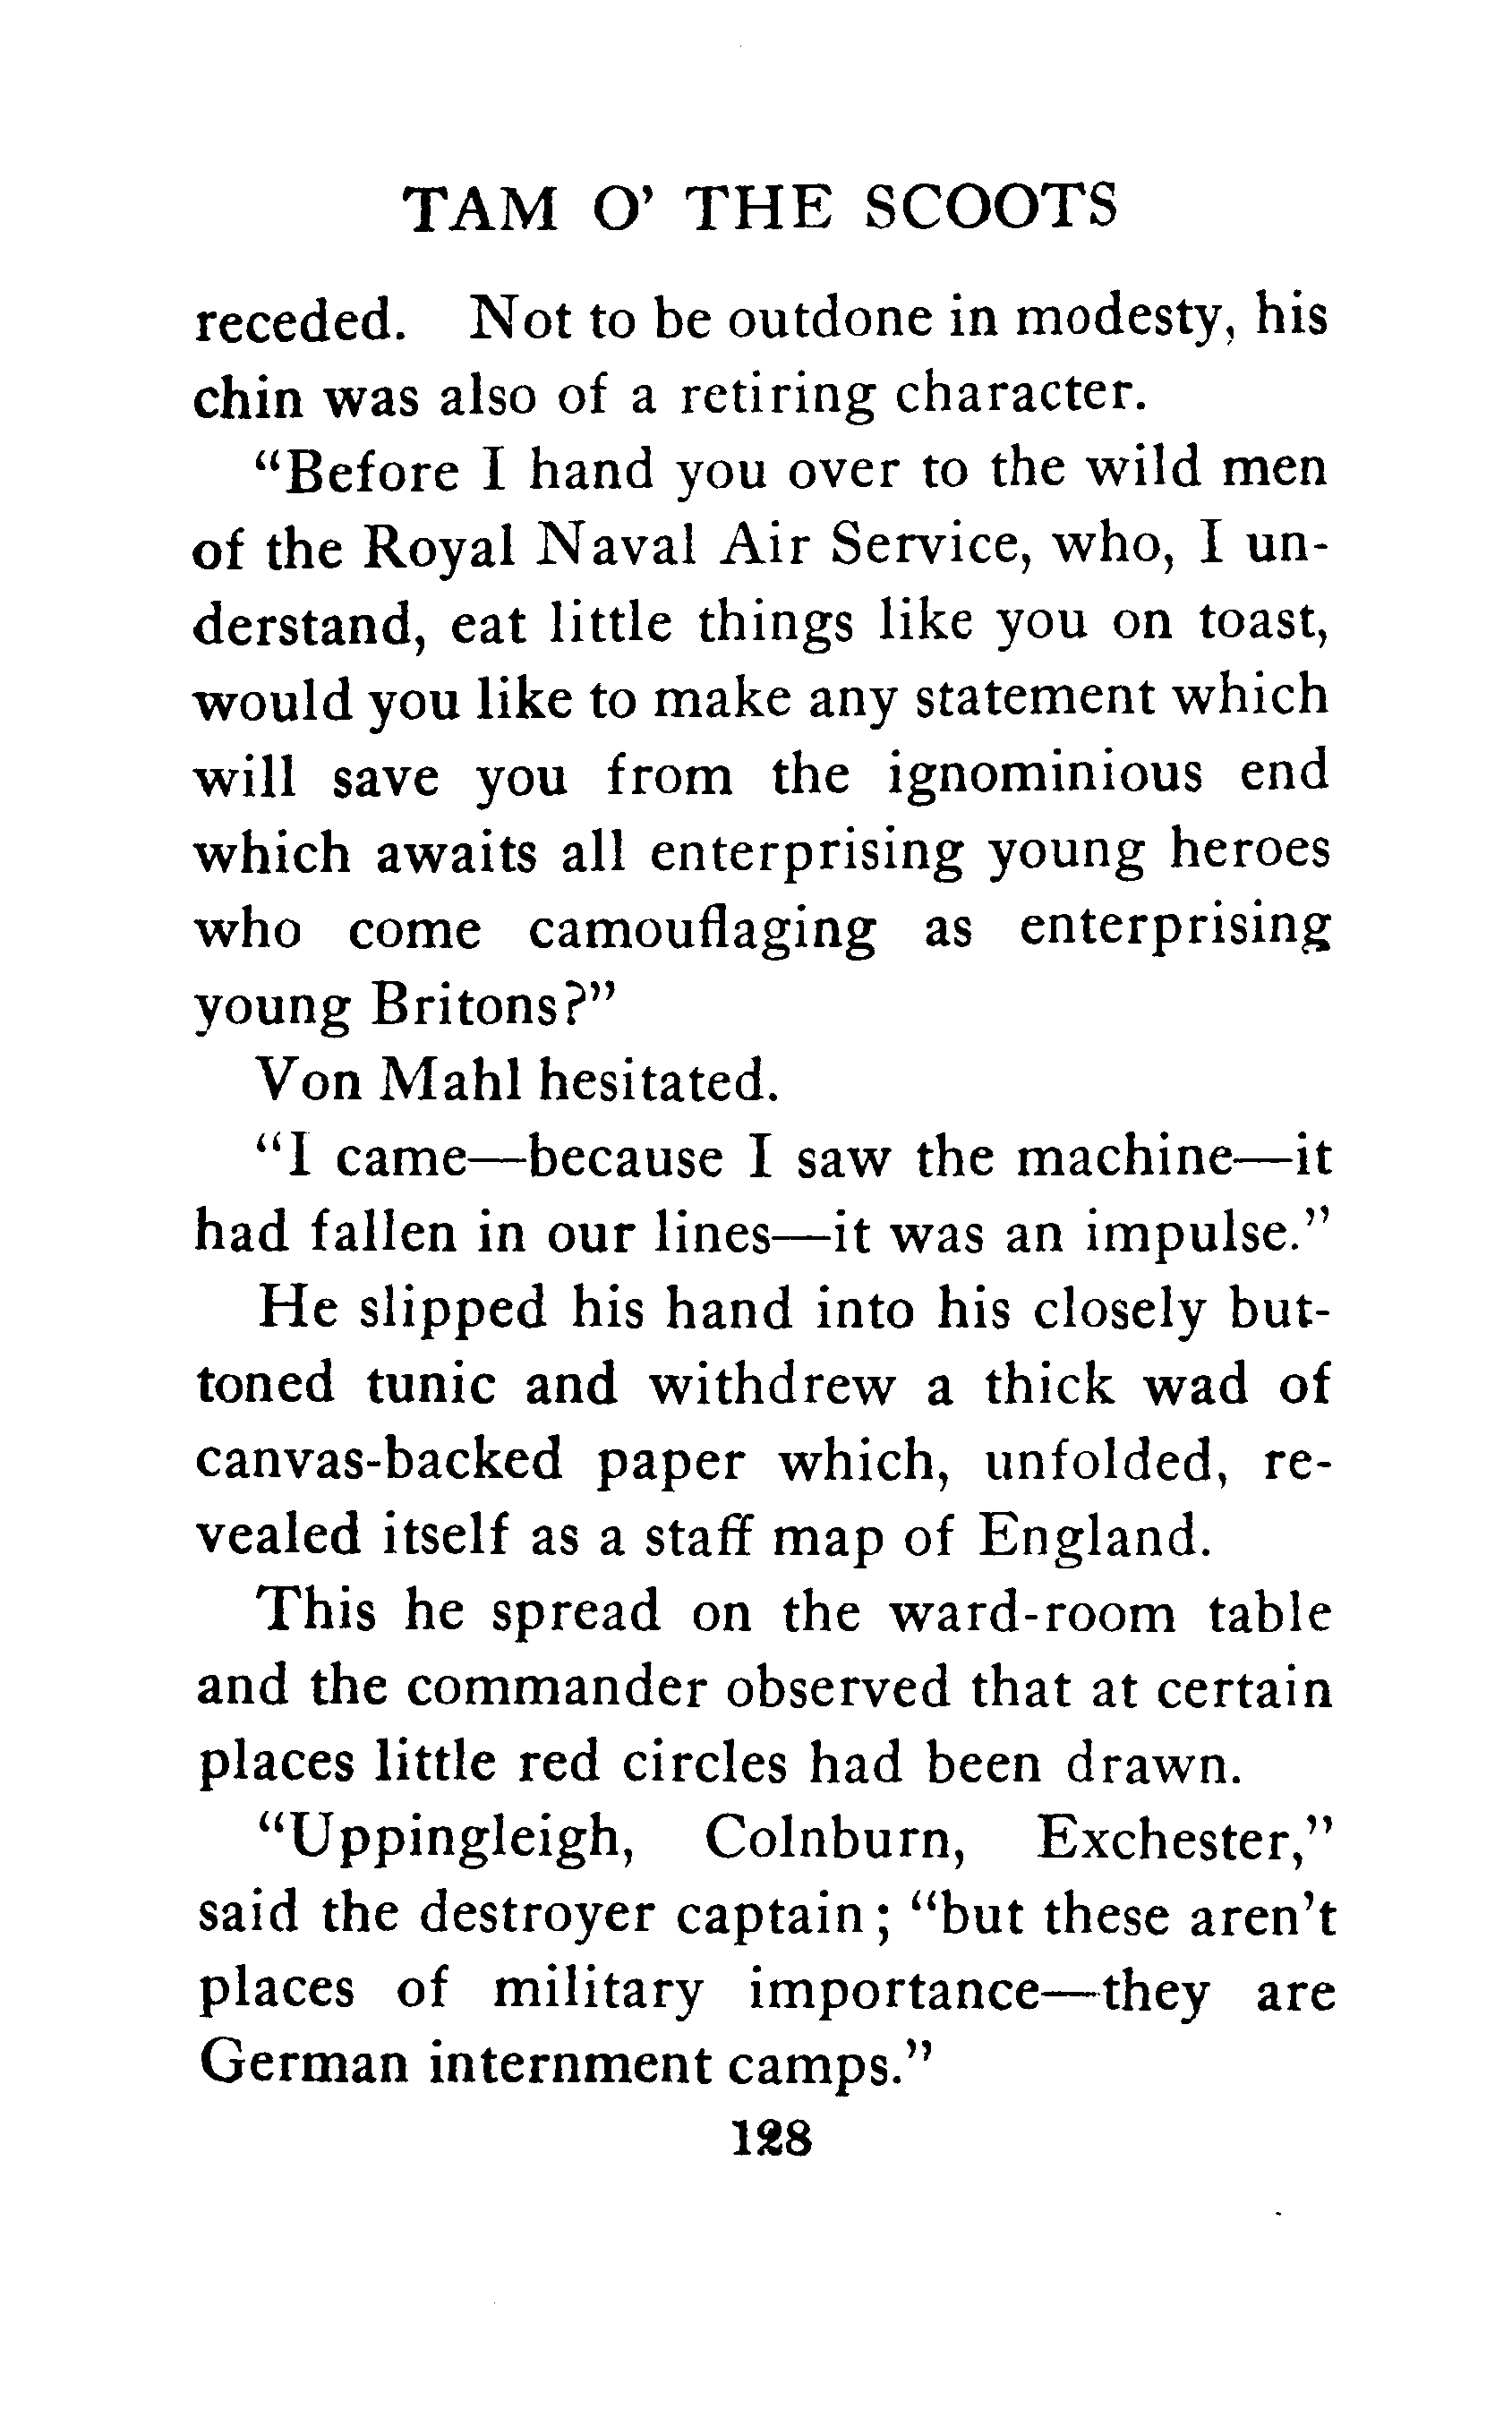 TAM O' THE SCOOTS
receded. Not to be outdone in modesty, his
chin was also of a retiring character.
"Before I hand you over to the wild men
of the Royal Naval Air Service, who, I un-
derstand, eat little things like you on toast,
would you like to make any statement which
will save you from the ignominious end
which awaits all enterprising young heroes
who come camouflaging as enterprising
young Britons?"
Von Mahl hesitated.
"I came—because I saw the machine—it
had fallen in our lines—it was an impulse."
He slipped his hand into his closely but-
toned tunic and withdrew a thick wad of
canvas-backed paper which, unfolded, re-
vealed itself as a staff map of England.
This he spread on the ward-room table
and the commander observed that at certain
places little red circles had been drawn.
"Uppingleigh, Colnburn, Exchester,"
said the destroyer captain; "but these aren't
places of military importance—they are
German internment camps."
128